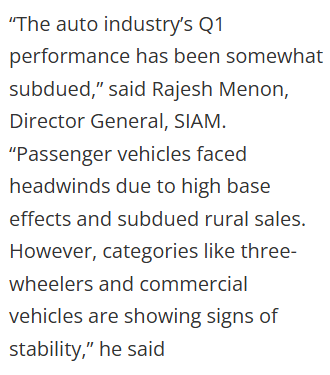 “The auto industry’s Q1
performance has been somewhat
subdued,” said Rajesh Menon,
Director General, SIAM.
“Passenger vehicles faced
headwinds due to high base
effects and subdued rural sales.
However, categories like three-
wheelers and commercial
vehicles are showing signs of
stability,” he said